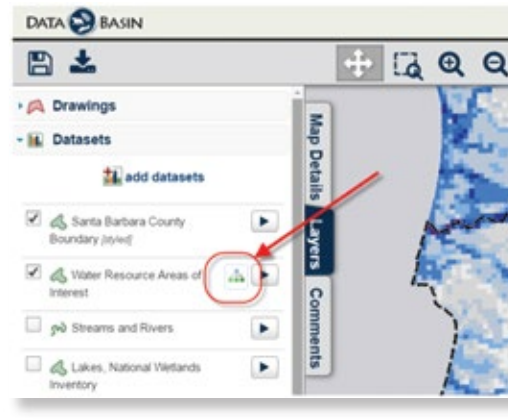 DATA BASIN
Drawings
Datasets
add datasets
Santa Barbara County
Boundary [styled]
Water Resource Areas of
Interest
Streams and Rivers
Lakes, National Wetlands
Inventory
Map Details
Layers
Comments